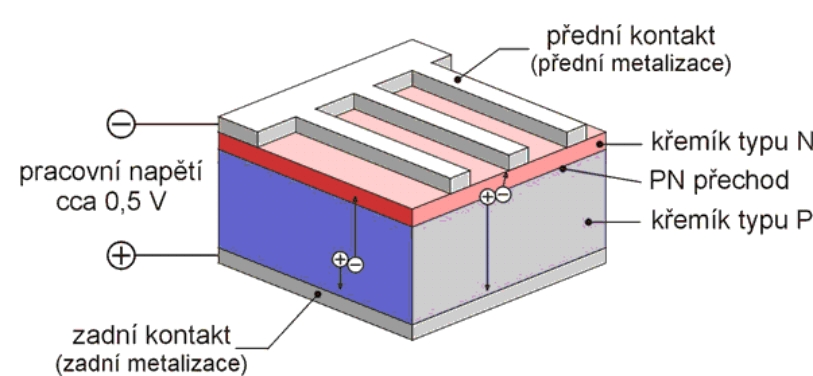 přední kontakt
(přední metalizace)
pracovní napětí
cca 0,5 V
křemík typu N
PN přechod
křemík typu P
zadní kontakt
(zadní metalizace)